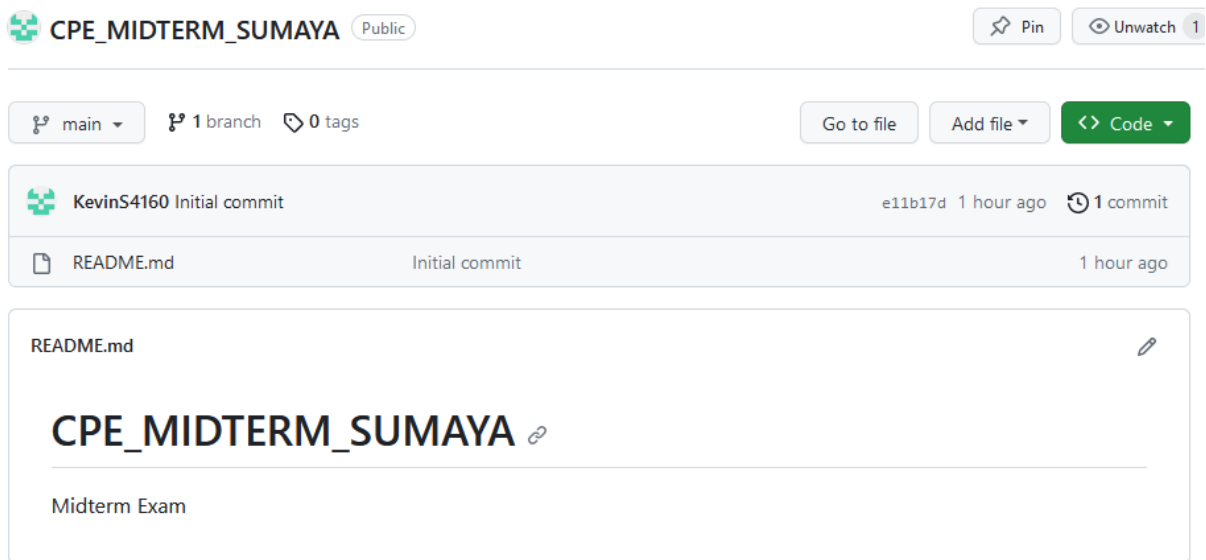 CPE_MIDTERM_SUMAYA Public Pin Unwatch 1
main 1 branch 0 tags Go to file Add file Code
KevinS4160 Initial commit e11b17d 1 hour ago 1 commit
README.md Initial commit 1 hour ago
README.md
CPE_MIDTERM_SUMAYA
Midterm Exam